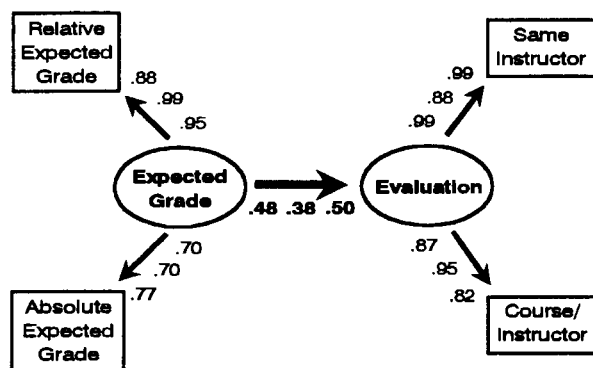 Relative
Expected
Grade
.88
.99
.95
Same
Instructor
.99
.88
.99
Expected
Grade
.48 .38 .50
Evaluation
.70
.70
.77
Absolute
Expected
Grade
.87
.95
.82
Course/
Instructor